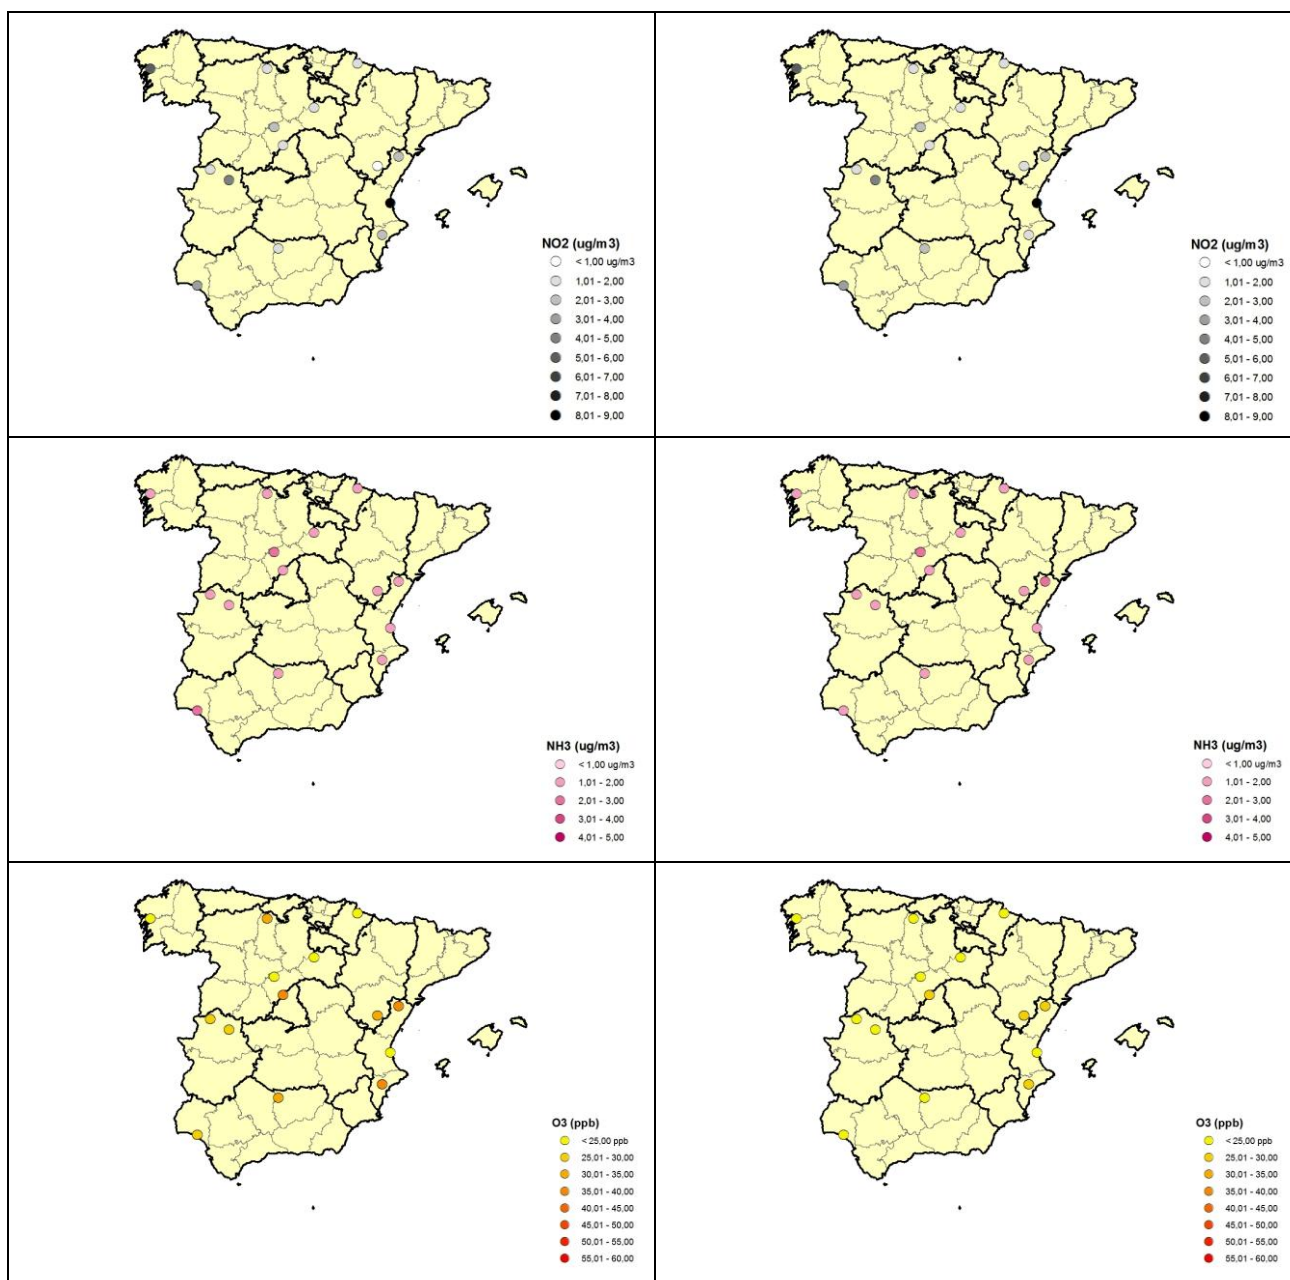 NO2 (ug/m3)
< 1,00 ug/m3
1,01 - 2,00
2,01 - 3,00
3,01 - 4,00
4,01 - 5,00
5,01 - 6,00
6,01 - 7,00
7,01 - 8,00
8,01 - 9,00
NO2 (ug/m3)
< 1,00 ug/m3
1,01 - 2,00
2,01 - 3,00
3,01 - 4,00
4,01 - 5,00
5,01 - 6,00
6,01 - 7,00
7,01 - 8,00
8,01 - 9,00
NH3 (ug/m3)
< 1,00 ug/m3
1,01 - 2,00
2,01 - 3,00
3,01 - 4,00
4,01 - 5,00
NH3 (ug/m3)
< 1,00 ug/m3
1,01 - 2,00
2,01 - 3,00
3,01 - 4,00
4,01 - 5,00
O3 (ppb)
< 25,00 ppb
25,01 - 30,00
30,01 - 35,00
35,01 - 40,00
40,01 - 45,00
45,01 - 50,00
50,01 - 55,00
55,01 - 60,00
O3 (ppb)
< 25,00 ppb
25,01 - 30,00
30,01 - 35,00
35,01 - 40,00
40,01 - 45,00
45,01 - 50,00
50,01 - 55,00
55,01 - 60,00